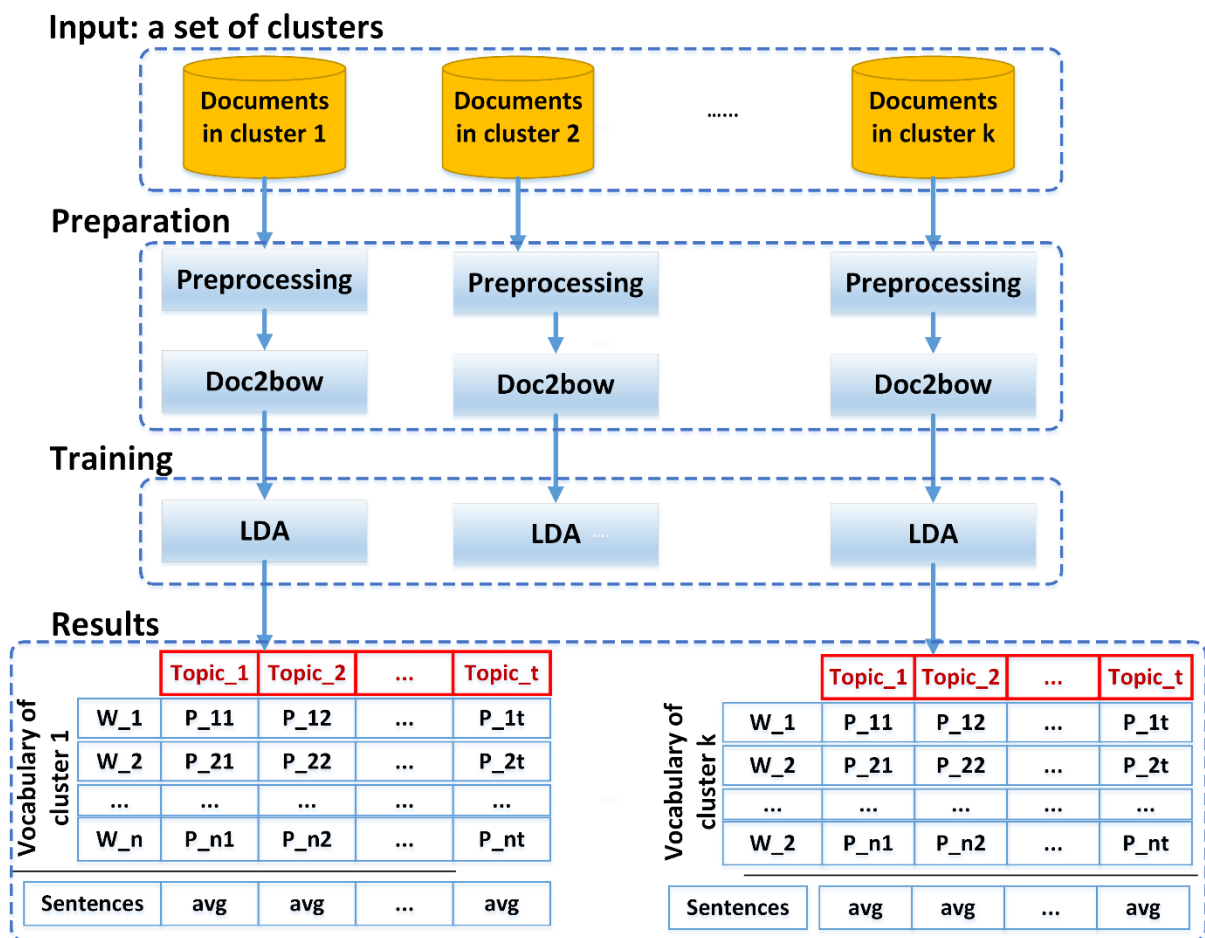 Input: a set of clusters
Documents
in cluster 1
Documents
in cluster 2
......
Documents
in cluster k
Preparation
Preprocessing
Preprocessing
Preprocessing
Doc2bow
Doc2bow
Doc2bow
Training
LDA
LDA ....
LDA
Results
Vocabulary of
cluster 1
Topic_1 Topic_2 ... Topic_t
W_1 P_11 P_12 ... P_1t
W_2 P_21 P_22 ... P_2t
... ... ... ... ...
W_n P_n1 P_n2 ... P_nt
Sentences avg avg ... avg
Vocabulary of
cluster k
Topic_1 Topic_2 ... Topic_t
W_1 P_11 P_12 ... P_1t
W_2 P_21 P_22 ... P_2t
... ... ... ... ...
W_2 P_n1 P_n2 ... P_nt
Sentences avg avg ... avg